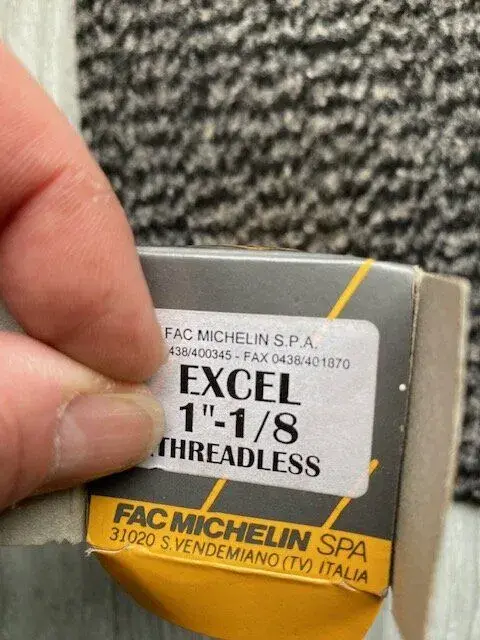 FAC MICHELIN S.P.A.
438/400345 - FAX 0438/401870
EXCEL
1"-1/8
.THREADLESS
FAC MICHELIN SPA
31020 S.VENDEMIANO (TV) ITALIA